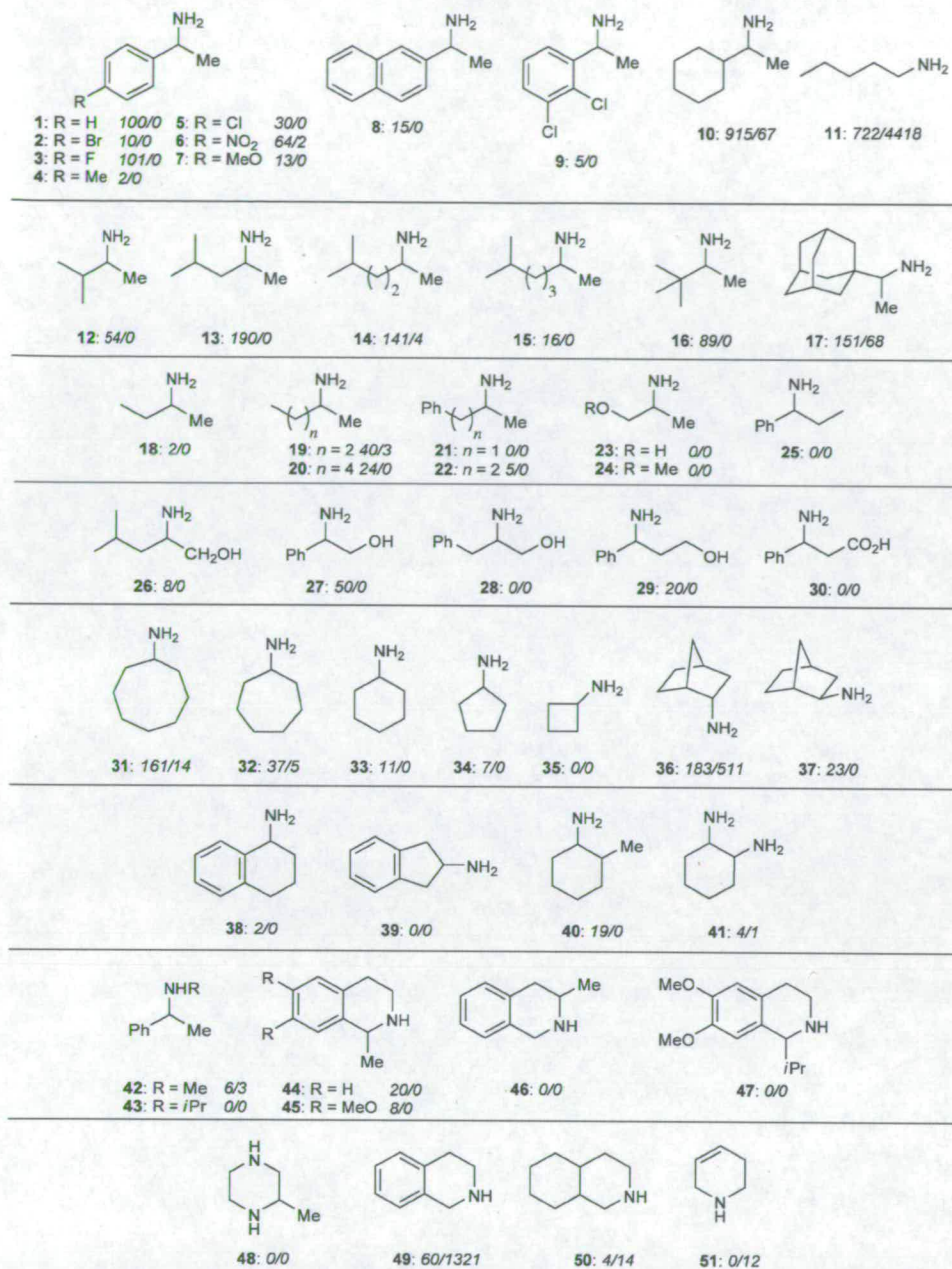 NH₂ NH₂ NH₂ NH₂
Me Me Me Me NH₂
R Cl
Cl
1: R = H 100/0 5: R = Cl 30/0
2: R = Br 10/0 6: R = NO₂ 64/2
3: R = F 101/0 7: R = MeO 13/0
4: R = Me 2/0
8: 15/0
9: 5/0
10: 915/67
11: 722/4418
NH₂ NH₂ NH₂ NH₂ NH₂ NH₂
Me Me ( )₂ Me ( )₃ Me Me Me
12: 54/0 13: 190/0 14: 141/4 15: 16/0 16: 89/0 17: 151/68
NH₂ NH₂ NH₂ NH₂ NH₂
Me ( )n Me Ph ( )n Me RO Me Ph
18: 2/0
19: n = 2 40/3
20: n = 4 24/0
21: n = 1 0/0
22: n = 2 5/0
23: R = H 0/0
24: R = Me 0/0
25: 0/0
NH₂ NH₂ NH₂ NH₂ NH₂
CH₂OH Ph OH Ph OH Ph OH Ph CO₂H
26: 8/0 27: 50/0 28: 0/0 29: 20/0 30: 0/0
NH₂ NH₂ NH₂ NH₂ NH₂ NH₂ NH₂
31: 161/14 32: 37/5 33: 11/0 34: 7/0 35: 0/0 36: 183/511 37: 23/0
NH₂ NH₂ NH₂ Me NH₂ NH₂
38: 2/0 39: 0/0 40: 19/0 41: 4/1
NHR R Me MeO
Ph Me R NH NH MeO NH
Me iPr
42: R = Me 6/3
43: R = iPr 0/0
44: R = H 20/0
45: R = MeO 8/0
46: 0/0
47: 0/0
H
N
N Me NH NH N
H H
48: 0/0 49: 60/1321 50: 4/14 51: 0/12